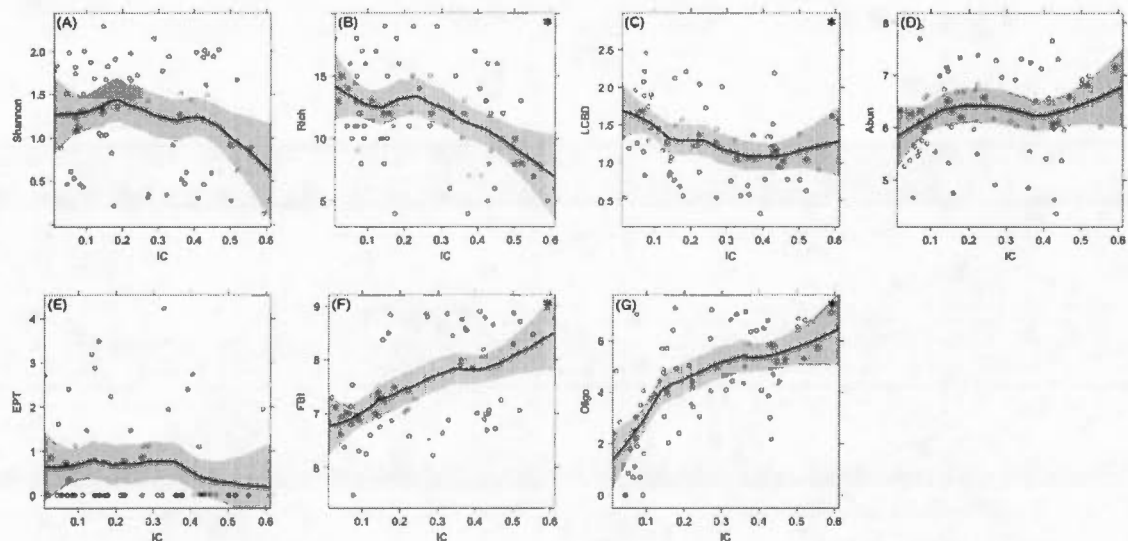 (A) (B) * (C) * (D)
Shannon 2.0 1.5 1.0 0.5
0.1 0.2 0.3 0.4 0.5 0.6
IC
Rich 15 10 5
0.1 0.2 0.3 0.4 0.5 0.6
IC
LCBD 2.5 2.0 1.5 1.0 0.5
0.1 0.2 0.3 0.4 0.5 0.6
IC
Abun 8 7 6 5
0.1 0.2 0.3 0.4 0.5 0.6
IC
(E) (F) * (G) *
EPT 4 3 2 1 0
0.1 0.2 0.3 0.4 0.5 0.6
IC
FBI 9 8 7
0.1 0.2 0.3 0.4 0.5 0.6
IC
Oligo 6 4 2 0
0.1 0.2 0.3 0.4 0.5 0.6
IC